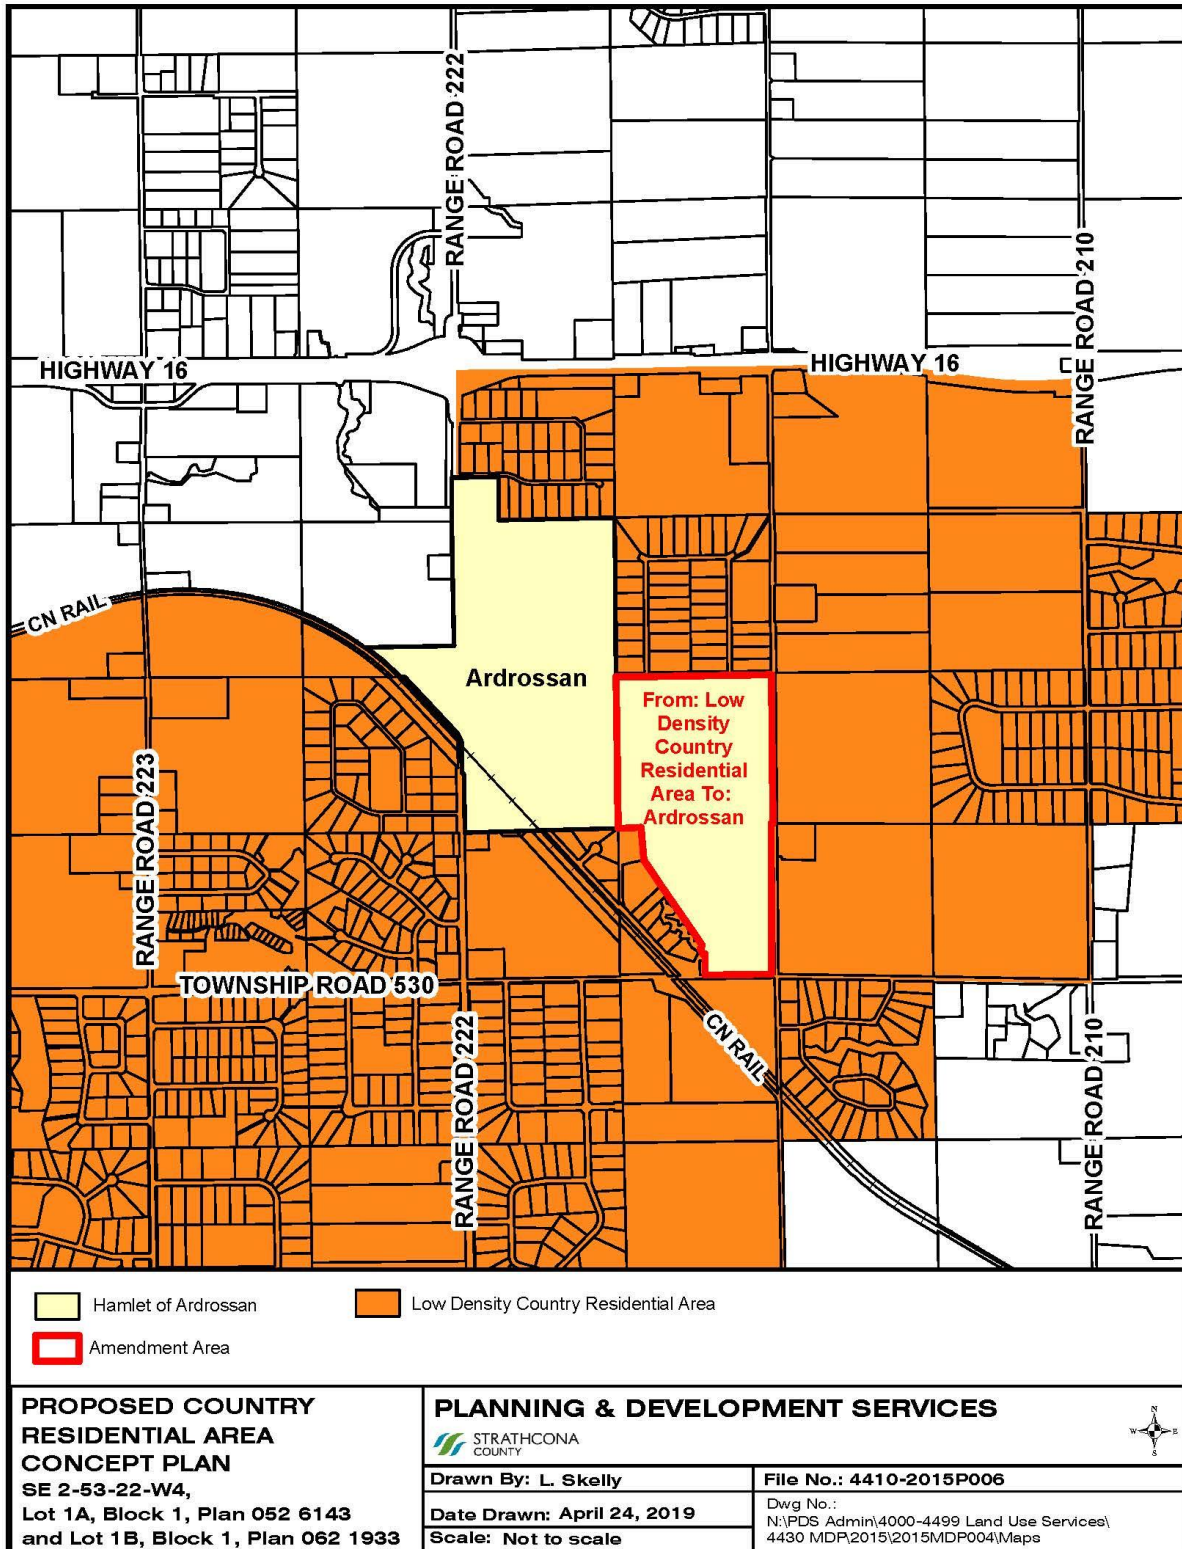 RANGE ROAD 222
RANGE ROAD 210
HIGHWAY 16
HIGHWAY 16
CN RAIL
Ardrossan
From: Low
Density
Country
Residential
Area To:
Ardrossan
RANGE ROAD 223
TOWNSHIP ROAD 530
RANGE ROAD 222
CN RAIL
RANGE ROAD 210
Hamlet of Ardrossan
Low Density Country Residential Area
Amendment Area
PROPOSED COUNTRY
RESIDENTIAL AREA
CONCEPT PLAN
SE 2-53-22-W4,
Lot 1A, Block 1, Plan 052 6143
and Lot 1B, Block 1, Plan 062 1933
PLANNING & DEVELOPMENT SERVICES
STRATHCONA
COUNTY
N
W E
S
Drawn By: L. Skelly
File No.: 4410-2015P006
Date Drawn: April 24, 2019
Dwg No.:
N:\PDS Admin\4000-4499 Land Use Services\
4430 MDP\2015\2015MDP004\Maps
Scale: Not to scale